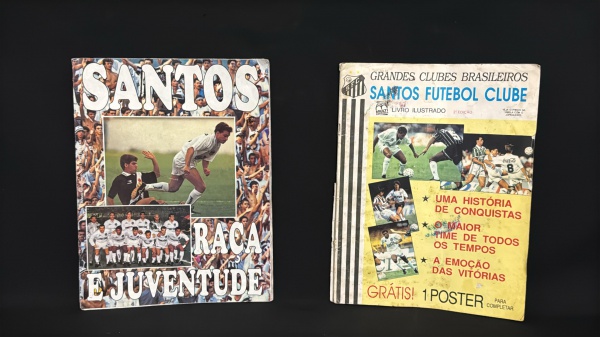 SANTOS
RAÇA
E JUVENTUDE
GRANDES CLUBES BRASILEIROS
SANTOS FUTEBOL CLUBE
LIVRO ILUSTRADO
★ UMA HISTÓRIA
DE CONQUISTAS
★ O MAIOR
TIME DE TODOS
OS TEMPOS
★ A EMOÇÃO
DAS VITÓRIAS
GRÁTIS! 1 POSTER PARA
COMPLETAR
8